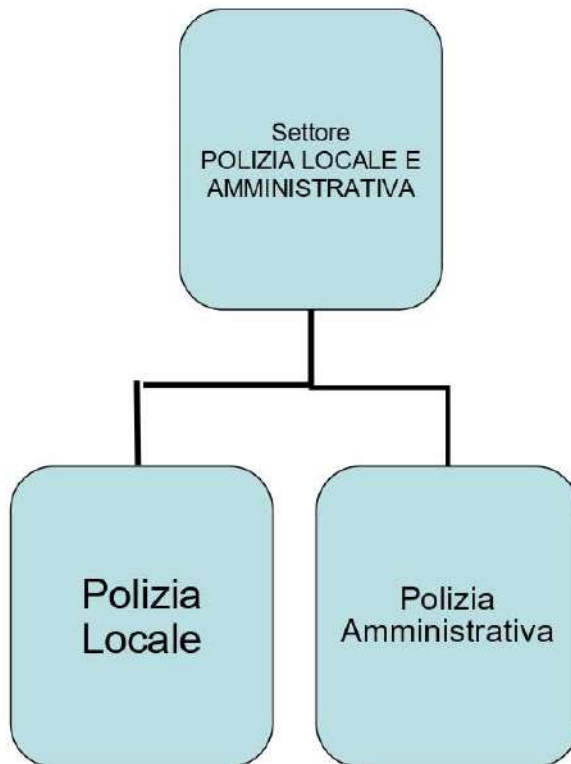 Settore
POLIZIA LOCALE E
AMMINISTRATIVA
Polizia
Locale
Polizia
Amministrativa